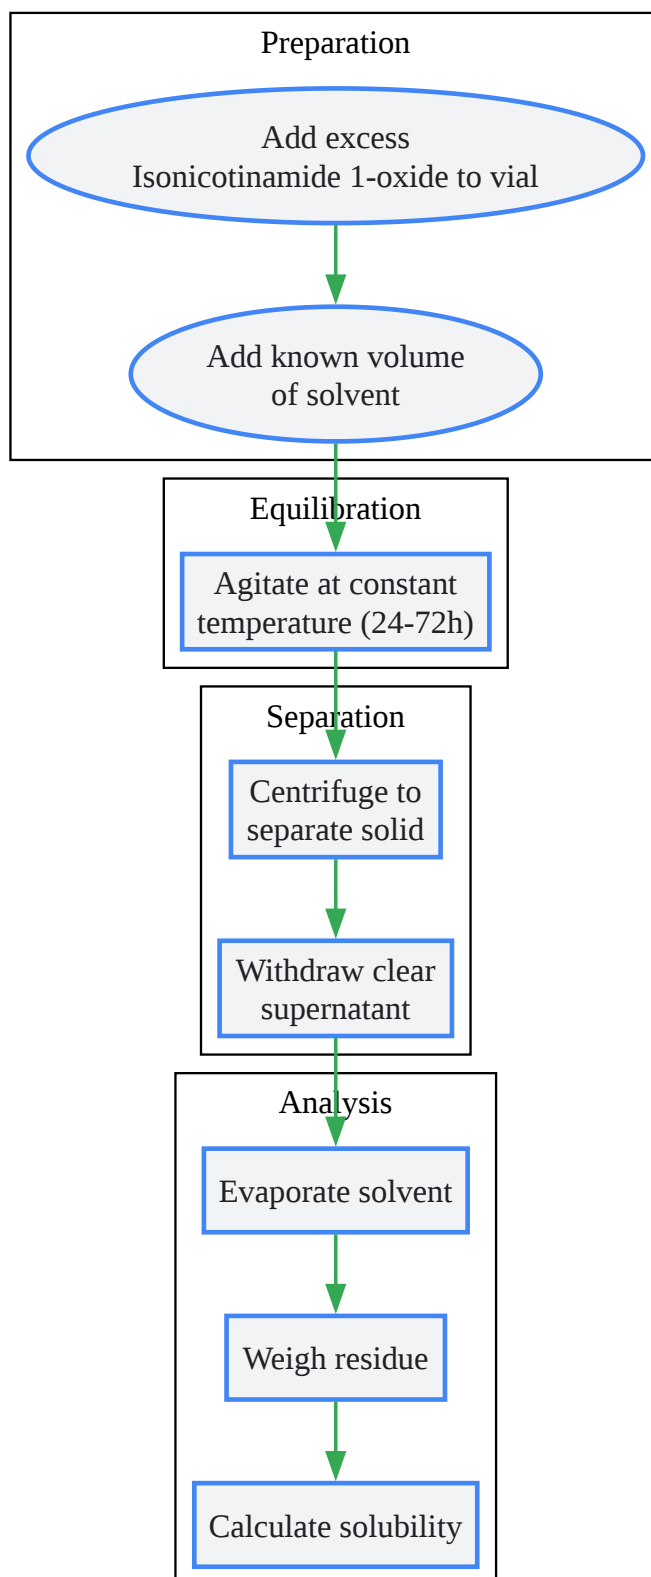 Preparation
Add excess
Isonicotinamide 1-oxide to vial
Add known volume
of solvent
Equilibration
Agitate at constant
temperature (24-72h)
Separation
Centrifuge to
separate solid
Withdraw clear
supernatant
Analysis
Evaporate solvent
Weigh residue
Calculate solubility